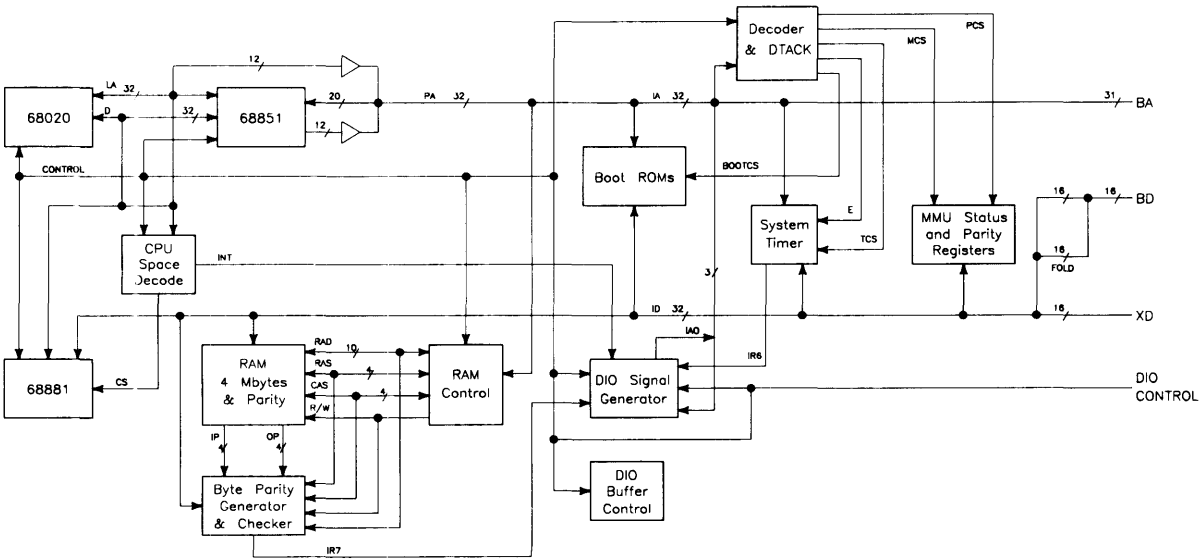 Decoder
& DTACK
PCS
MCS
12
LA 32
68020
D 32
68851
20
12
PA 32
IA 32
31
BA
CONTROL
Boot ROMs
BOOTCS
E
System
Timer
TCS
MMU Status
and Parity
Registers
16
16
BD
16
FOLD
CPU
Space
Decode
INT
3
ID 32
16
XD
IAO
IR6
68881
CS
RAM
4 Mbytes
& Parity
RAD
10
RAS
4
CAS
4
R/W
RAM
Control
DIO Signal
Generator
DIO
CONTROL
IP
4
OP
4
Byte Parity
Generator
& Checker
IR7
DIO
Buffer
Control